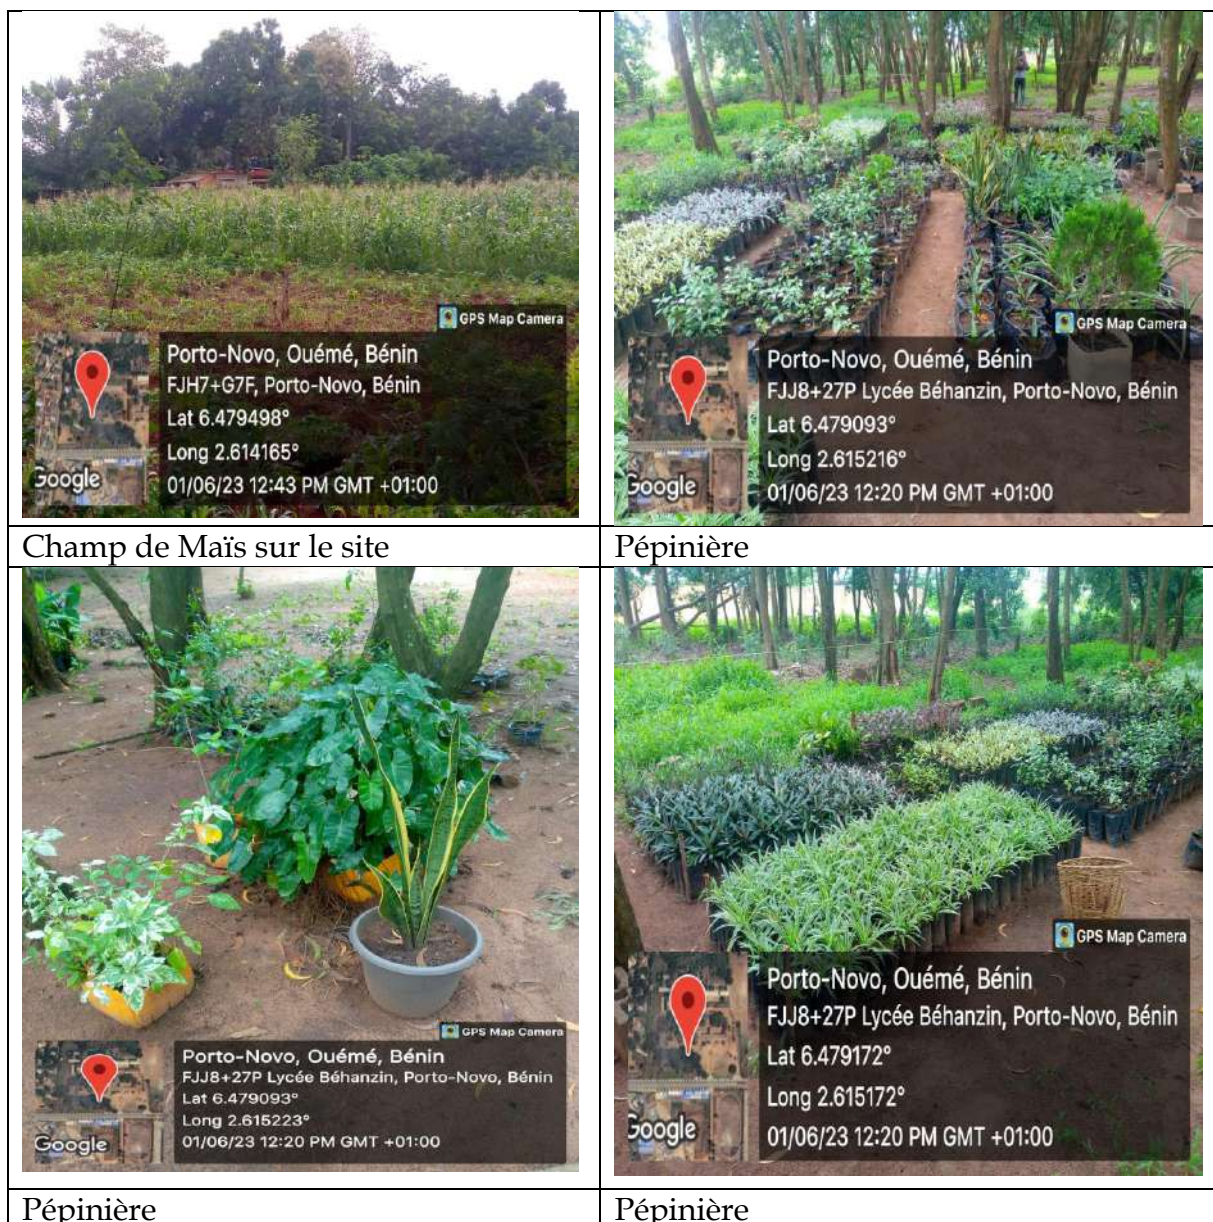 GPS Map Camera
Porto-Novo, Ouémé, Bénin
FJH7+G7F, Porto-Novo, Bénin
Lat 6.479498°
Long 2.614165°
01/06/23 12:43 PM GMT +01:00
Google
Champ de Maïs sur le site
GPS Map Camera
Porto-Novo, Ouémé, Bénin
FJJ8+27P Lycée Béhanzin, Porto-Novo, Bénin
Lat 6.479093°
Long 2.615216°
01/06/23 12:20 PM GMT +01:00
Google
Pépinière
GPS Map Camera
Porto-Novo, Ouémé, Bénin
FJJ8+27P Lycée Béhanzin, Porto-Novo, Bénin
Lat 6.479093°
Long 2.615223°
01/06/23 12:20 PM GMT +01:00
Google
Pépinière
GPS Map Camera
Porto-Novo, Ouémé, Bénin
FJJ8+27P Lycée Béhanzin, Porto-Novo, Bénin
Lat 6.479172°
Long 2.615172°
01/06/23 12:20 PM GMT +01:00
Google
Pépinière